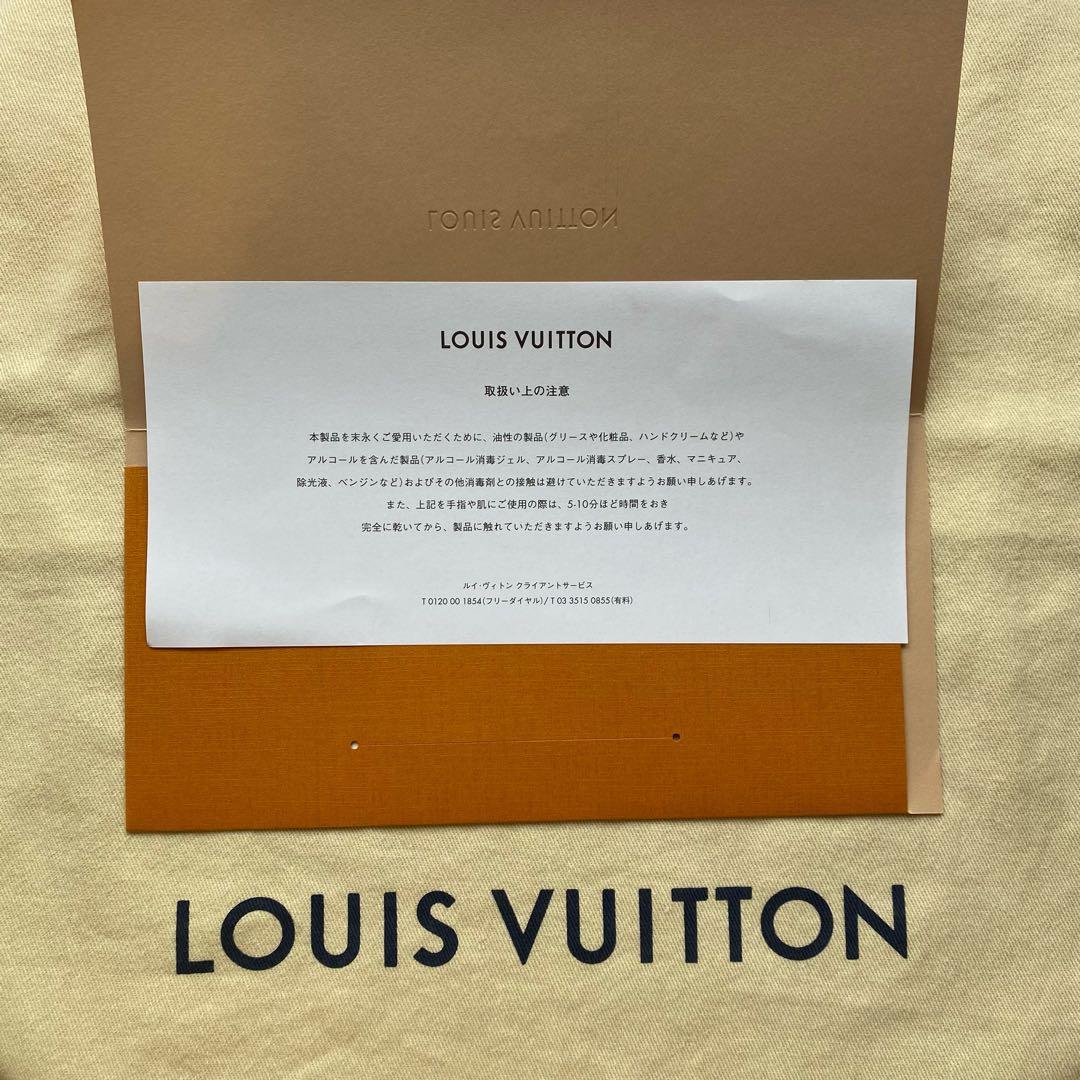 LOUIS VUITTON
LOUIS VUITTON
取扱い上の注意
本製品を末永くご愛用いただくために、油性の製品(グリースや化粧品、ハンドクリームなど)や
アルコールを含んだ製品(アルコール消毒ジェル、アルコール消毒スプレー、香水、マニキュア、
除光液、ベンジンなど)およびその他消毒剤との接触は避けていただきますようお願い申しあげます。
また、上記を手指や肌にご使用の際は、5-10分ほど時間をおき
完全に乾いてから、製品に触れていただきますようお願い申しあげます。
ルイ・ヴィトン クライアントサービス
T 0120 00 1854(フリーダイヤル)/ T 03 3515 0855(有料)
LOUIS VUITTON